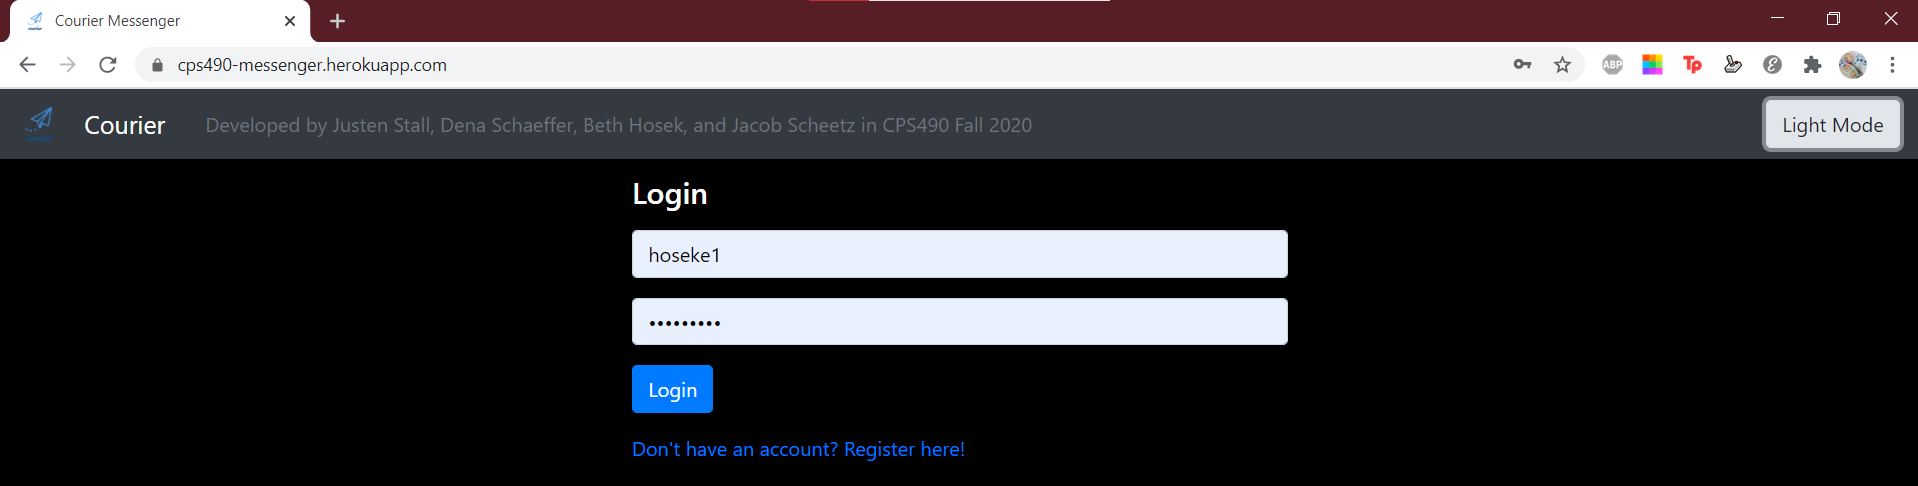 Courier Messenger
cps490-messenger.herokuapp.com
ABP
Tp
Courier
Developed by Justen Stall, Dena Schaeffer, Beth Hosek, and Jacob Scheetz in CPS490 Fall 2020
Light Mode
Login
hoseke1
•••••••••
Login
Don't have an account? Register here!